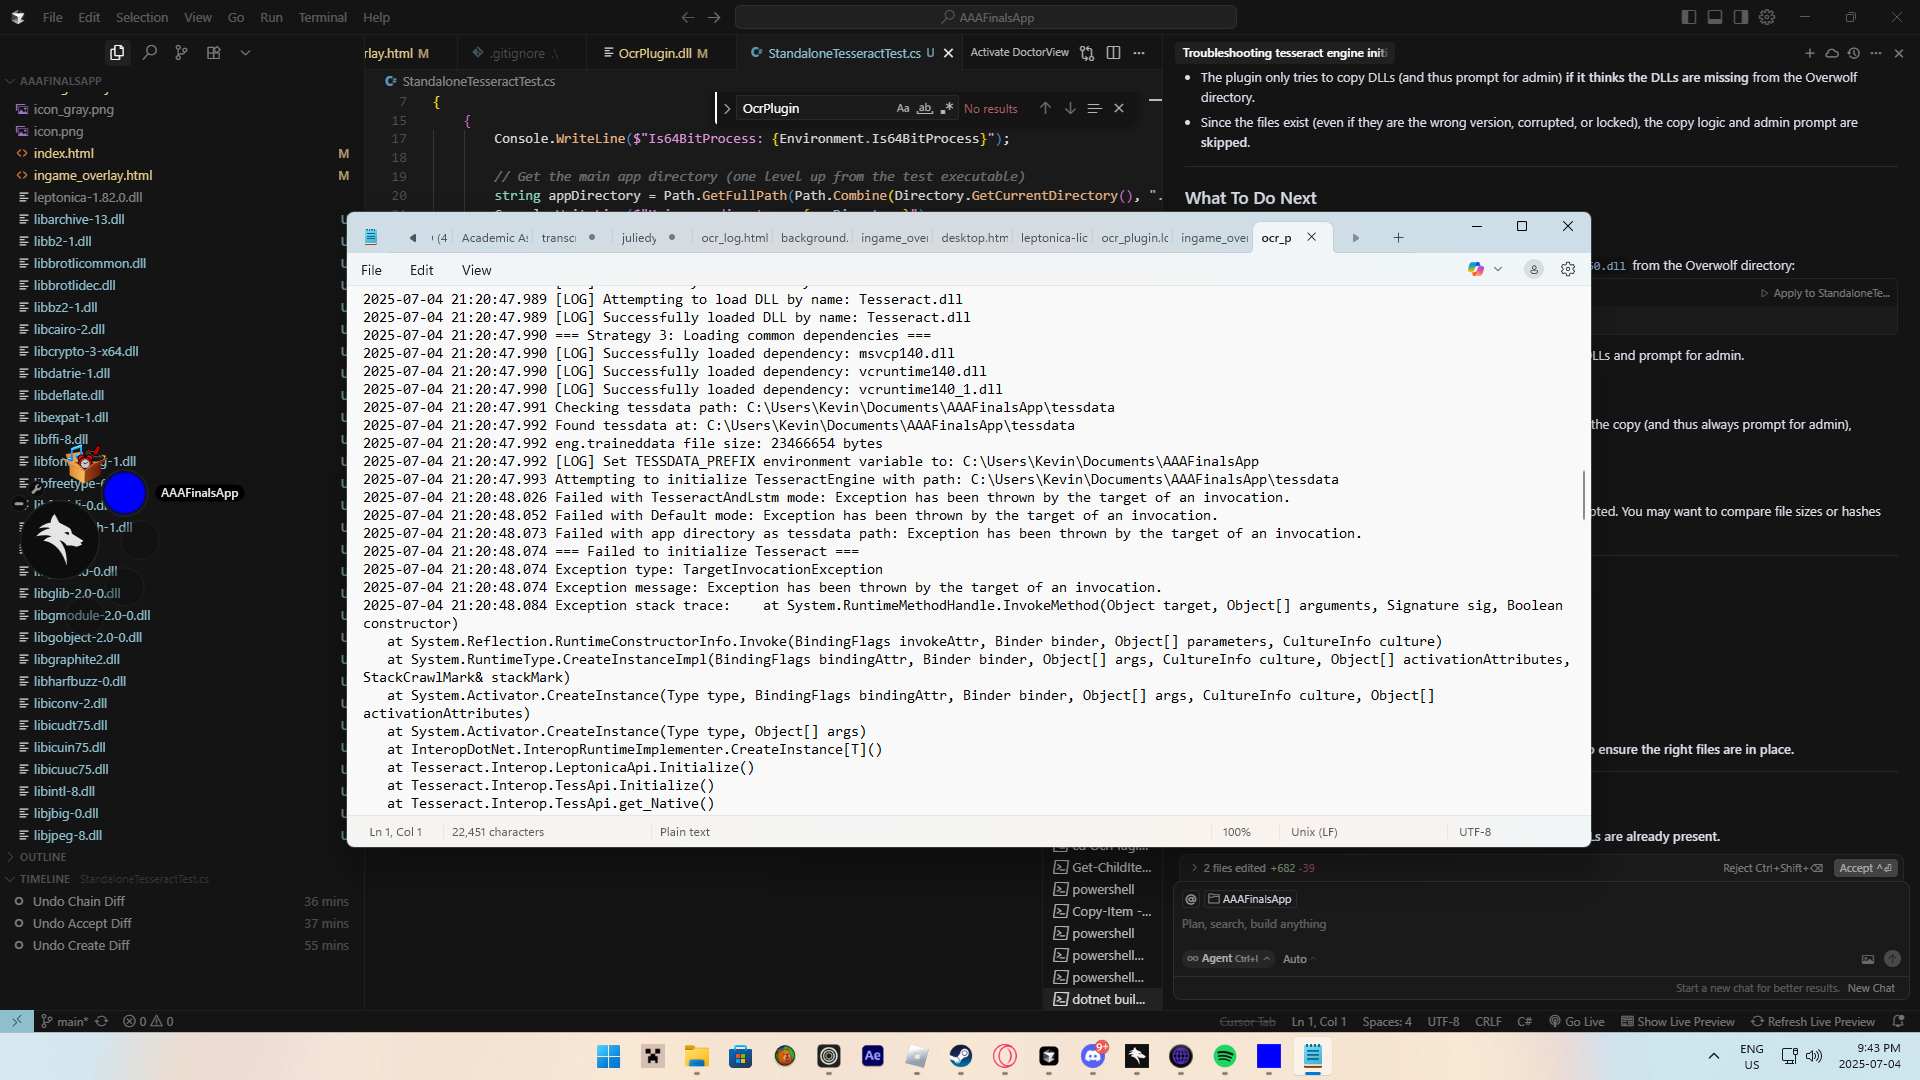 File Edit Selection View Go Run Terminal Help
AAAFinalsApp
AAAFINALSAPP
icon_gray.png
icon.png
index.html M
ingame_overlay.html M
leptonica-1.82.0.dll
libarchive-13.dll
libb2-1.dll
libbrotlicommon.dll
libbrotlidec.dll
libbz2-1.dll
libcairo-2.dll
libcrypto-3-x64.dll
libdatrie-1.dll
libdeflate.dll
libexpat-1.dll
libffi-8.dll
AAAFinalsApp
libglib-2.0-0.dll
libgmodule-2.0-0.dll
libgobject-2.0-0.dll
libgraphite2.dll
libharfbuzz-0.dll
libiconv-2.dll
libicudt75.dll
libicuin75.dll
libicuuc75.dll
libintl-8.dll
libjbig-0.dll
libjpeg-8.dll
OUTLINE
TIMELINE StandaloneTesseractTest.cs
Undo Chain Diff 36 mins
Undo Accept Diff 37 mins
Undo Create Diff 55 mins
rlay.html M
.gitignore
OcrPlugin.dll M
StandaloneTesseractTest.cs U
Activate DoctorView
StandaloneTesseractTest.cs
OcrPlugin Aa ab No results
7 {
15 {
17 Console.WriteLine($"Is64BitProcess: {Environment.Is64BitProcess}");
18
19 // Get the main app directory (one level up from the test executable)
20 string appDirectory = Path.GetFullPath(Path.Combine(Directory.GetCurrentDirectory(), ".
(4 Academic As transc juliedy ocr_log.html background. ingame_over desktop.htm leptonica-lic ocr_plugin.lc ingame_over ocr_p
File Edit View
2025-07-04 21:20:47.989 [LOG] Attempting to load DLL by name: Tesseract.dll
2025-07-04 21:20:47.989 [LOG] Successfully loaded DLL by name: Tesseract.dll
2025-07-04 21:20:47.990 === Strategy 3: Loading common dependencies ===
2025-07-04 21:20:47.990 [LOG] Successfully loaded dependency: msvcp140.dll
2025-07-04 21:20:47.990 [LOG] Successfully loaded dependency: vcruntime140.dll
2025-07-04 21:20:47.990 [LOG] Successfully loaded dependency: vcruntime140_1.dll
2025-07-04 21:20:47.991 Checking tessdata path: C:\Users\Kevin\Documents\AAAFinalsApp\tessdata
2025-07-04 21:20:47.992 Found tessdata at: C:\Users\Kevin\Documents\AAAFinalsApp\tessdata
2025-07-04 21:20:47.992 eng.traineddata file size: 23466654 bytes
2025-07-04 21:20:47.992 [LOG] Set TESSDATA_PREFIX environment variable to: C:\Users\Kevin\Documents\AAAFinalsApp
2025-07-04 21:20:47.993 Attempting to initialize TesseractEngine with path: C:\Users\Kevin\Documents\AAAFinalsApp\tessdata
2025-07-04 21:20:48.026 Failed with TesseractAndLstm mode: Exception has been thrown by the target of an invocation.
2025-07-04 21:20:48.052 Failed with Default mode: Exception has been thrown by the target of an invocation.
2025-07-04 21:20:48.073 Failed with app directory as tessdata path: Exception has been thrown by the target of an invocation.
2025-07-04 21:20:48.074 === Failed to initialize Tesseract ===
2025-07-04 21:20:48.074 Exception type: TargetInvocationException
2025-07-04 21:20:48.074 Exception message: Exception has been thrown by the target of an invocation.
2025-07-04 21:20:48.084 Exception stack trace: at System.RuntimeMethodHandle.InvokeMethod(Object target, Object[] arguments, Signature sig, Boolean
constructor)
at System.Reflection.RuntimeConstructorInfo.Invoke(BindingFlags invokeAttr, Binder binder, Object[] parameters, CultureInfo culture)
at System.RuntimeType.CreateInstanceImpl(BindingFlags bindingAttr, Binder binder, Object[] args, CultureInfo culture, Object[] activationAttributes,
StackCrawlMark& stackMark)
at System.Activator.CreateInstance(Type type, BindingFlags bindingAttr, Binder binder, Object[] args, CultureInfo culture, Object[]
activationAttributes)
at System.Activator.CreateInstance(Type type, Object[] args)
at InteropDotNet.InteropRuntimeImplementer.CreateInstance[T]()
at Tesseract.Interop.LeptonicaApi.Initialize()
at Tesseract.Interop.TessApi.Initialize()
at Tesseract.Interop.TessApi.get_Native()
Ln 1, Col 1 22,451 characters Plain text 100% Unix (LF) UTF-8
Get-ChildIte...
powershell
Copy-Item -...
powershell
powershell...
powershell...
dotnet buil...
Troubleshooting tesseract engine initi
The plugin only tries to copy DLLs (and thus prompt for admin) if it thinks the DLLs are missing from the Overwolf
directory.
Since the files exist (even if they are the wrong version, corrupted, or locked), the copy logic and admin prompt are
skipped.
What To Do Next
50.dll from the Overwolf directory:
Apply to StandaloneTe...
LLs and prompt for admin.
the copy (and thus always prompt for admin),
pted. You may want to compare file sizes or hashes
o ensure the right files are in place.
Ls are already present.
2 files edited +682 -39 Reject Ctrl+Shift+⌫ Accept ^⏎
@ AAAFinalsApp
Plan, search, build anything
Agent Ctrl+I Auto
Start a new chat for better results. New Chat
main* 0 0 Cursor Tab Ln 1, Col 1 Spaces: 4 UTF-8 CRLF C# Go Live Show Live Preview Refresh Live Preview
Ae
9+
ENG
US
9:43 PM
2025-07-04